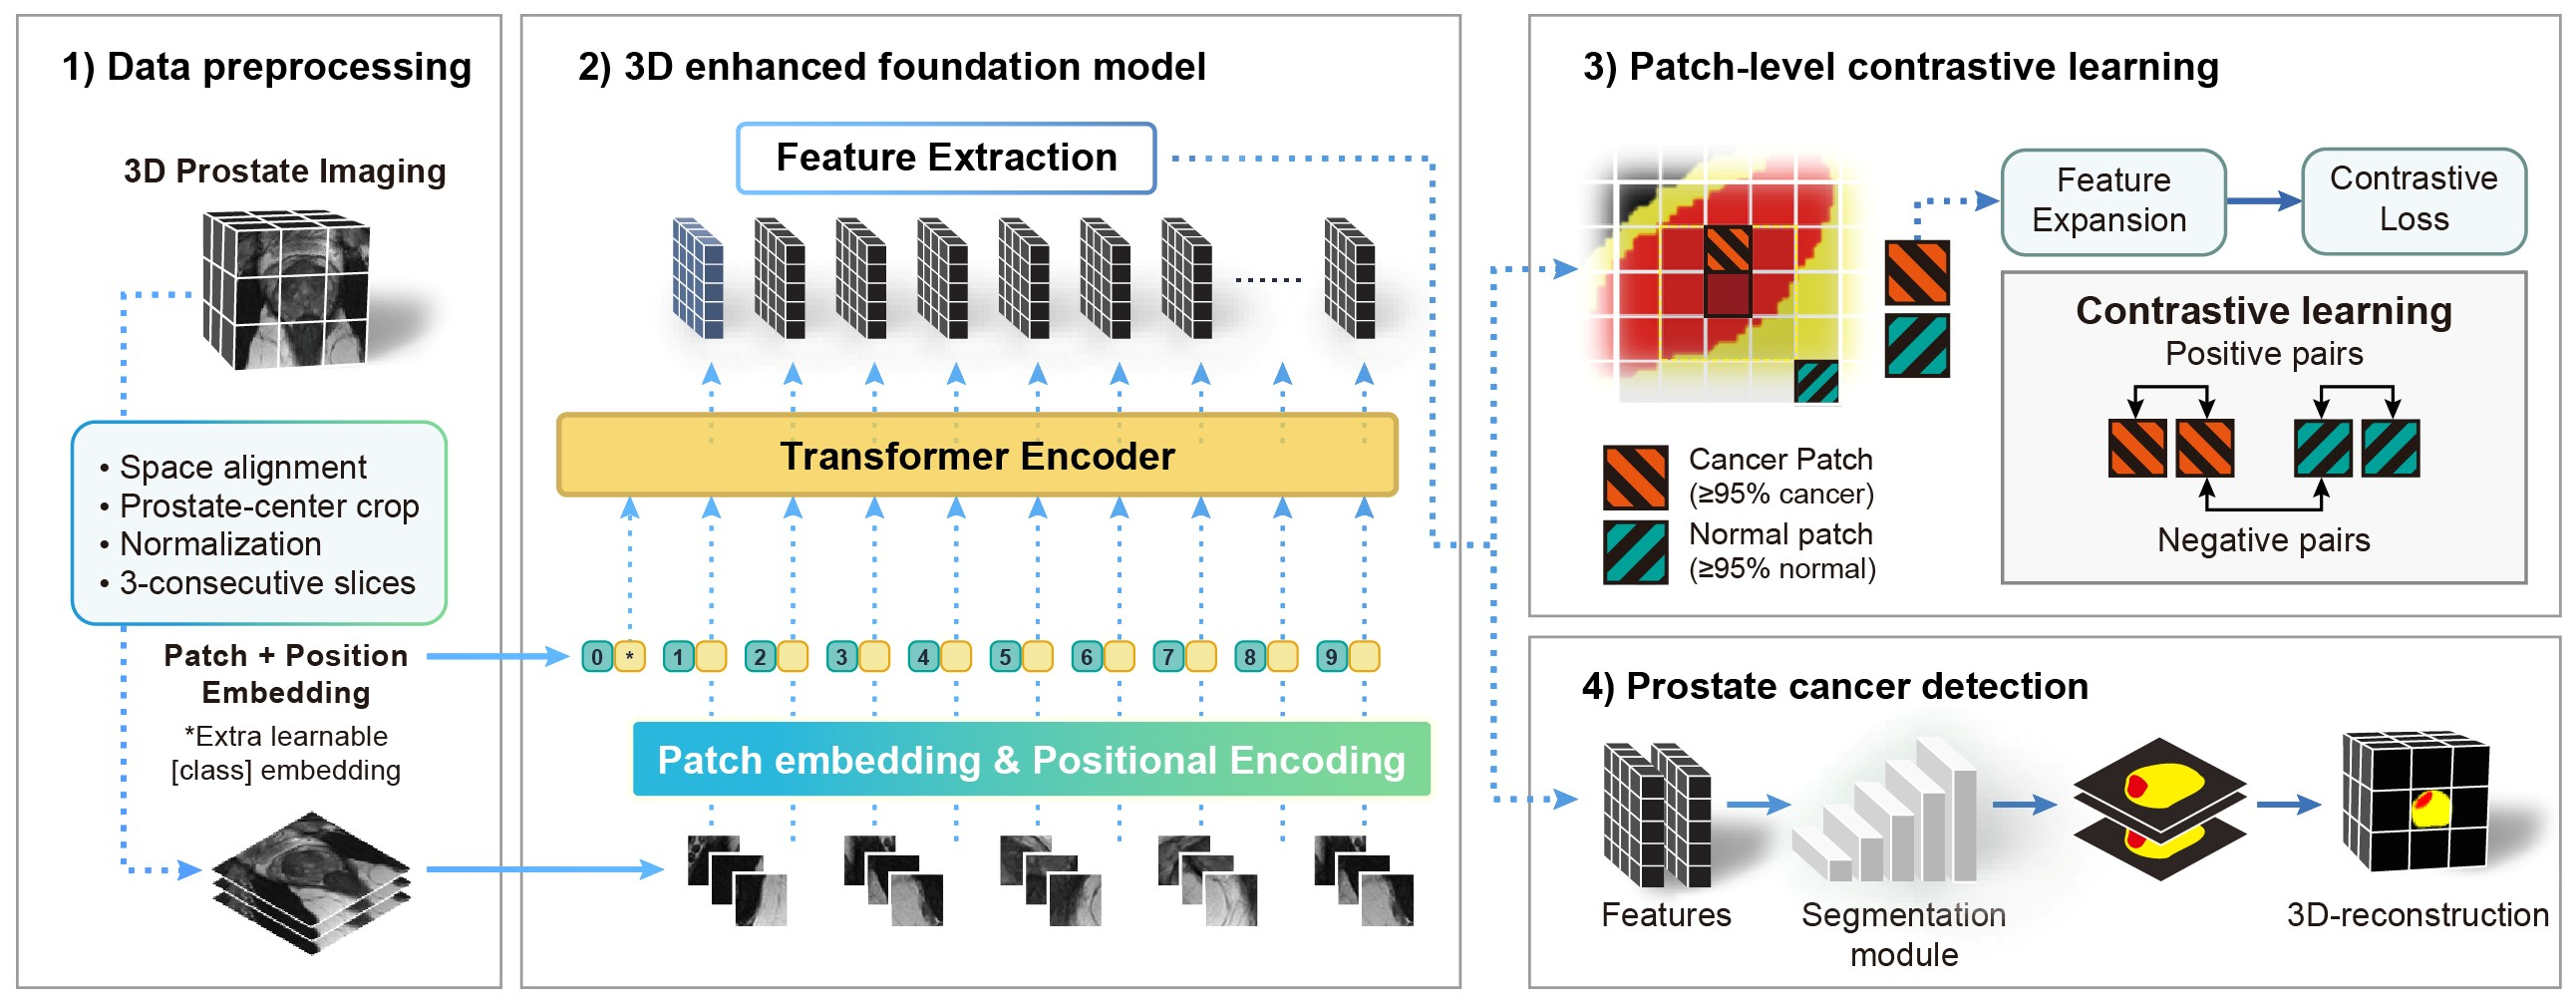 1) Data preprocessing
3D Prostate Imaging
• Space alignment
• Prostate-center crop
• Normalization
• 3-consecutive slices
Patch + Position
Embedding
*Extra learnable
[class] embedding
2) 3D enhanced foundation model
Feature Extraction
Transformer Encoder
0 * 1 2 3 4 5 6 7 8 9
Patch embedding & Positional Encoding
3) Patch-level contrastive learning
Feature
Expansion
Contrastive
Loss
Cancer Patch
(≥95% cancer)
Normal patch
(≥95% normal)
Contrastive learning
Positive pairs
Negative pairs
4) Prostate cancer detection
Features
Segmentation
module
3D-reconstruction